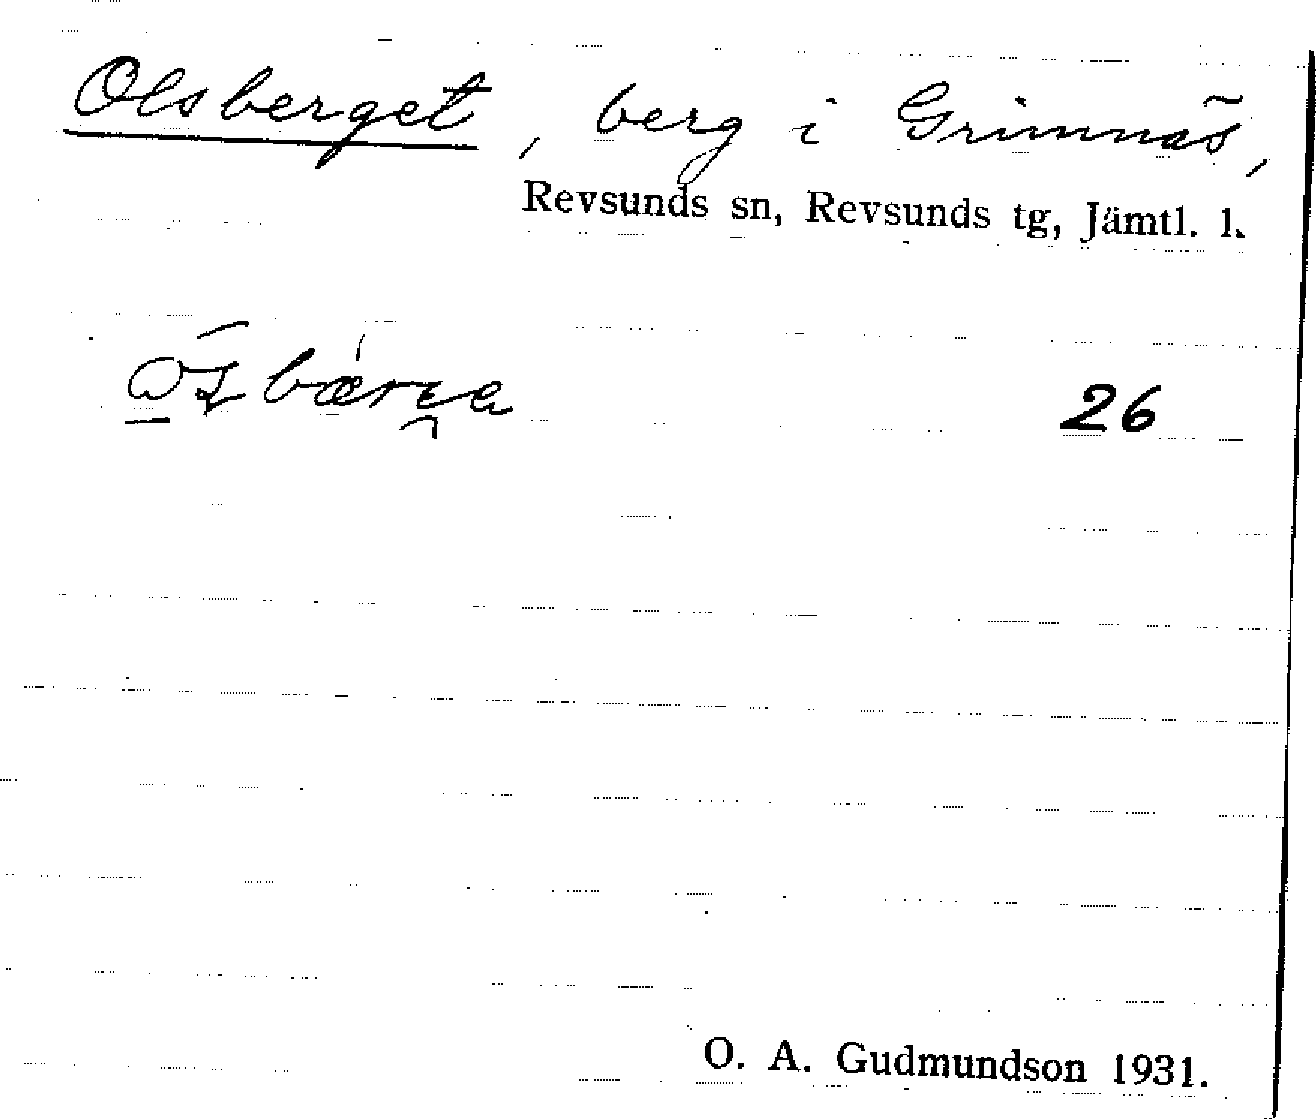 Olsberget, berg i Grimnäs,
Revsunds sn, Revsunds tg, Jämtl. l.
26
O. A. Gudmundson 1931.